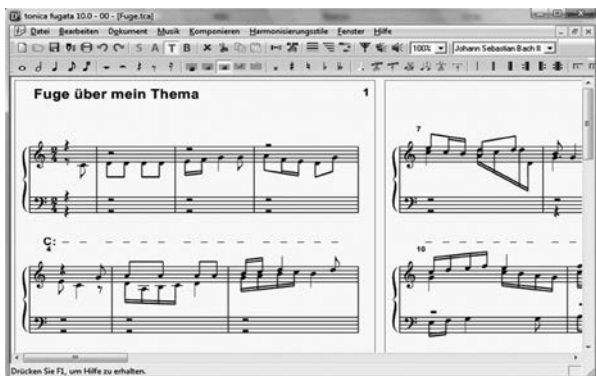 tonica fugata 10.0 - 00 - [Fuge.tca]
Datei Bearbeiten Dokument Musik Komponieren Harmonisierungsstile Fenster Hilfe
S A T B 100% Johann Sebastian Bach II
Fuge über mein Thema 1
7
C:
4
10
Drücken Sie F1, um Hilfe zu erhalten.